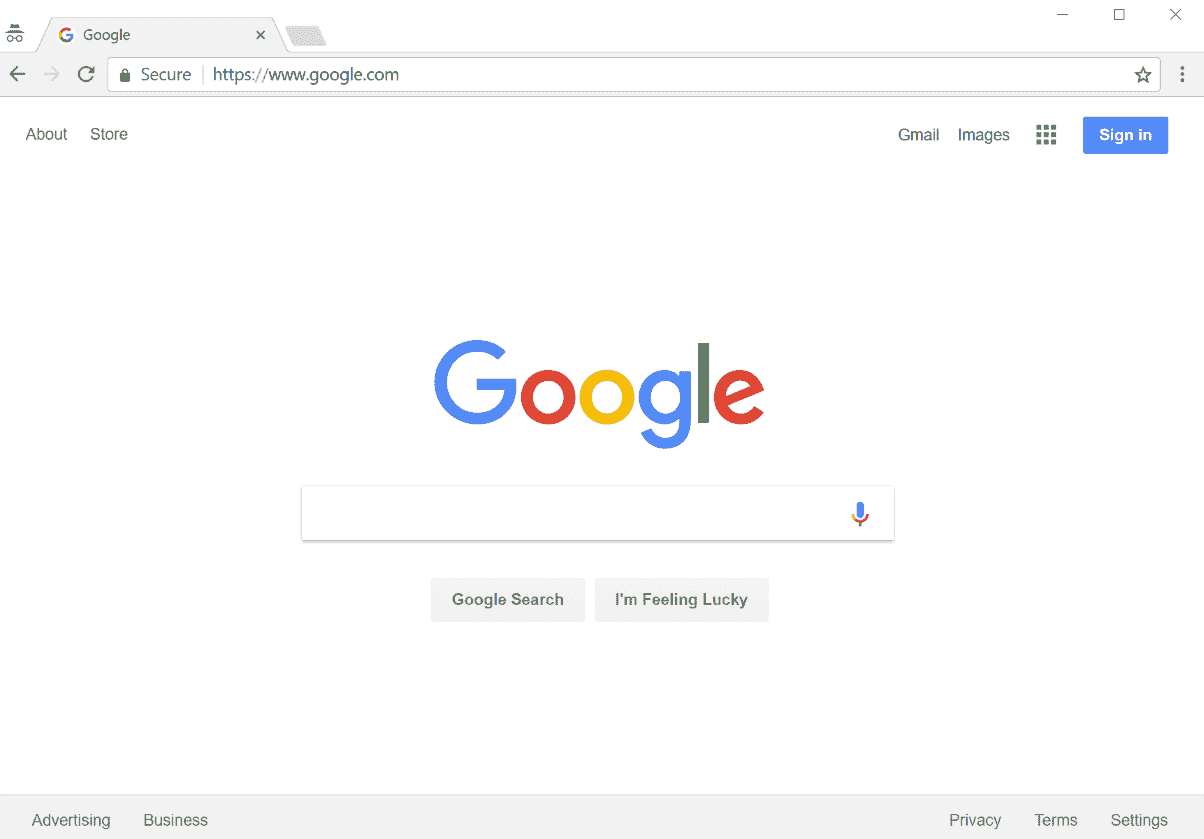 Google
Secure https://www.google.com
About Store Gmail Images Sign in
Google
Google Search I'm Feeling Lucky
Advertising Business Privacy Terms Settings